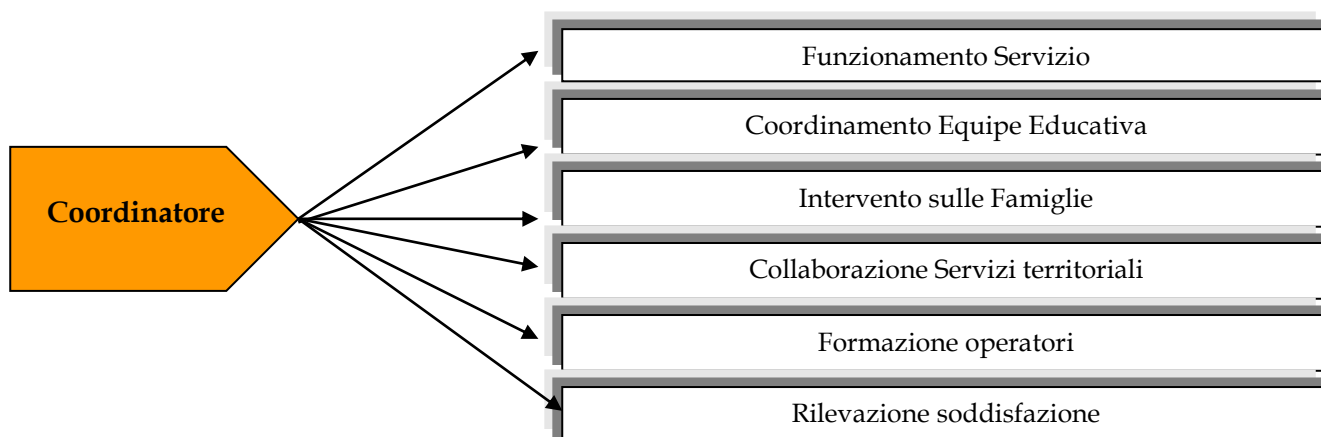 Coordinatore
Funzionamento Servizio
Coordinamento Equipe Educativa
Intervento sulle Famiglie
Collaborazione Servizi territoriali
Formazione operatori
Rilevazione soddisfazione